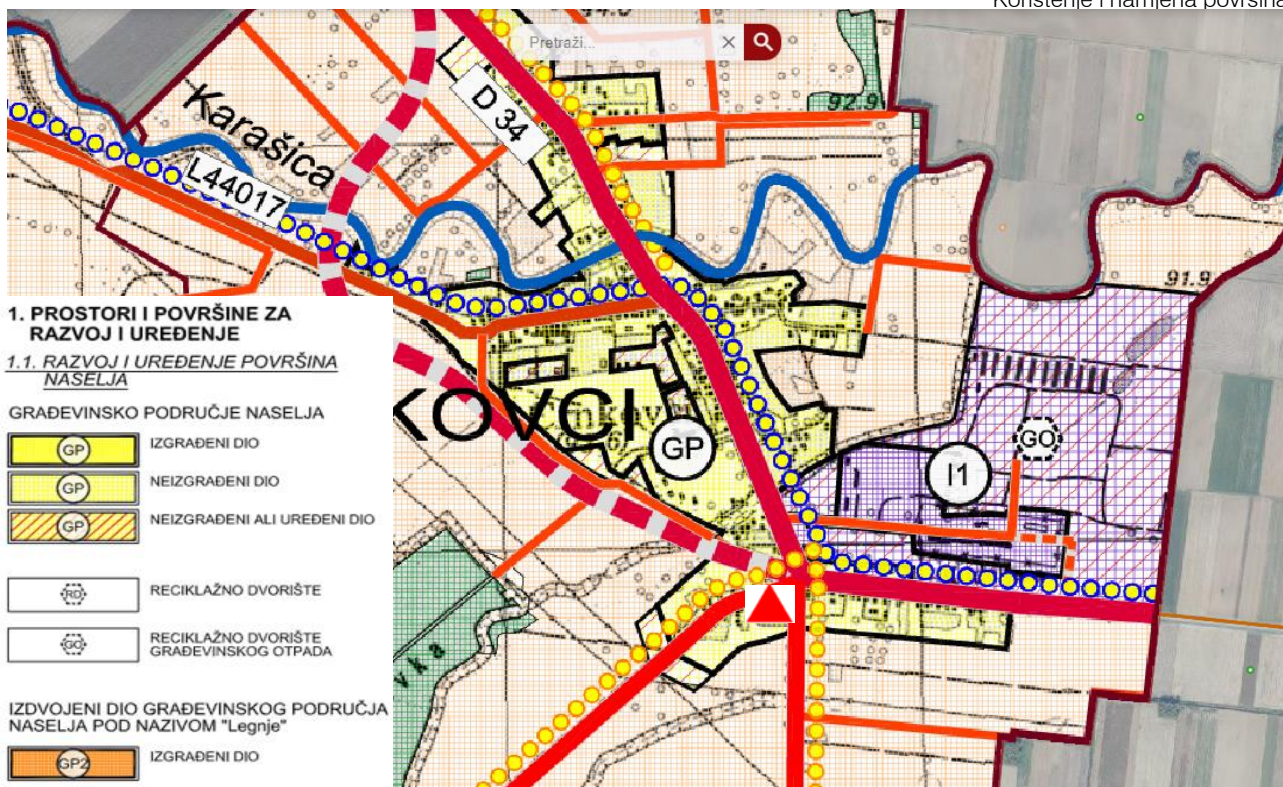 Korištenje i namjena površina
Pretraži...
92.9
D 34
Karašica
L44017
91.9
KOVCI
GP
GO
I1
vka
1. PROSTORI I POVRŠINE ZA
RAZVOJ I UREĐENJE
1.1. RAZVOJ I UREĐENJE POVRŠINA
NASELJA
GRAĐEVINSKO PODRUČJE NASELJA
GP IZGRAĐENI DIO
GP NEIZGRAĐENI DIO
GP NEIZGRAĐENI ALI UREĐENI DIO
RD RECIKLAŽNO DVORIŠTE
GO RECIKLAŽNO DVORIŠTE
GRAĐEVINSKOG OTPADA
IZDVOJENI DIO GRAĐEVINSKOG PODRUČJA
NASELJA POD NAZIVOM "Legnje"
GP2 IZGRAĐENI DIO